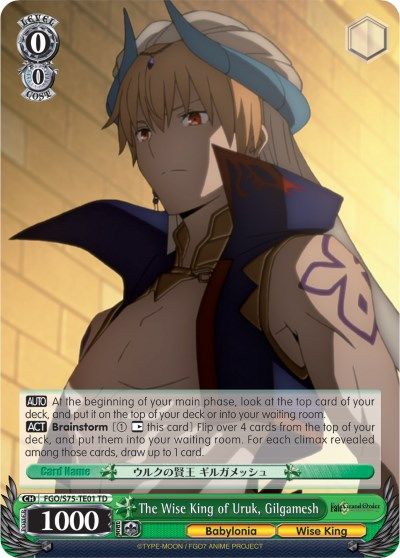 LEVEL
0
0
COST
AUTO At the beginning of your main phase, look at the top card of your
deck, and put it on the top of your deck or into your waiting room.
ACT Brainstorm [① this card] Flip over 4 cards from the top of your
deck, and put them into your waiting room. For each climax revealed
among those cards, draw up to 1 card.
Card Name ウルクの賢王 ギルガメッシュ
CH FGO/S75-TE01 TD
The Wise King of Uruk, Gilgamesh
Fate/Grand Order
1000
Babylonia Wise King
©TYPE-MOON / FGO7 ANIME PROJECT